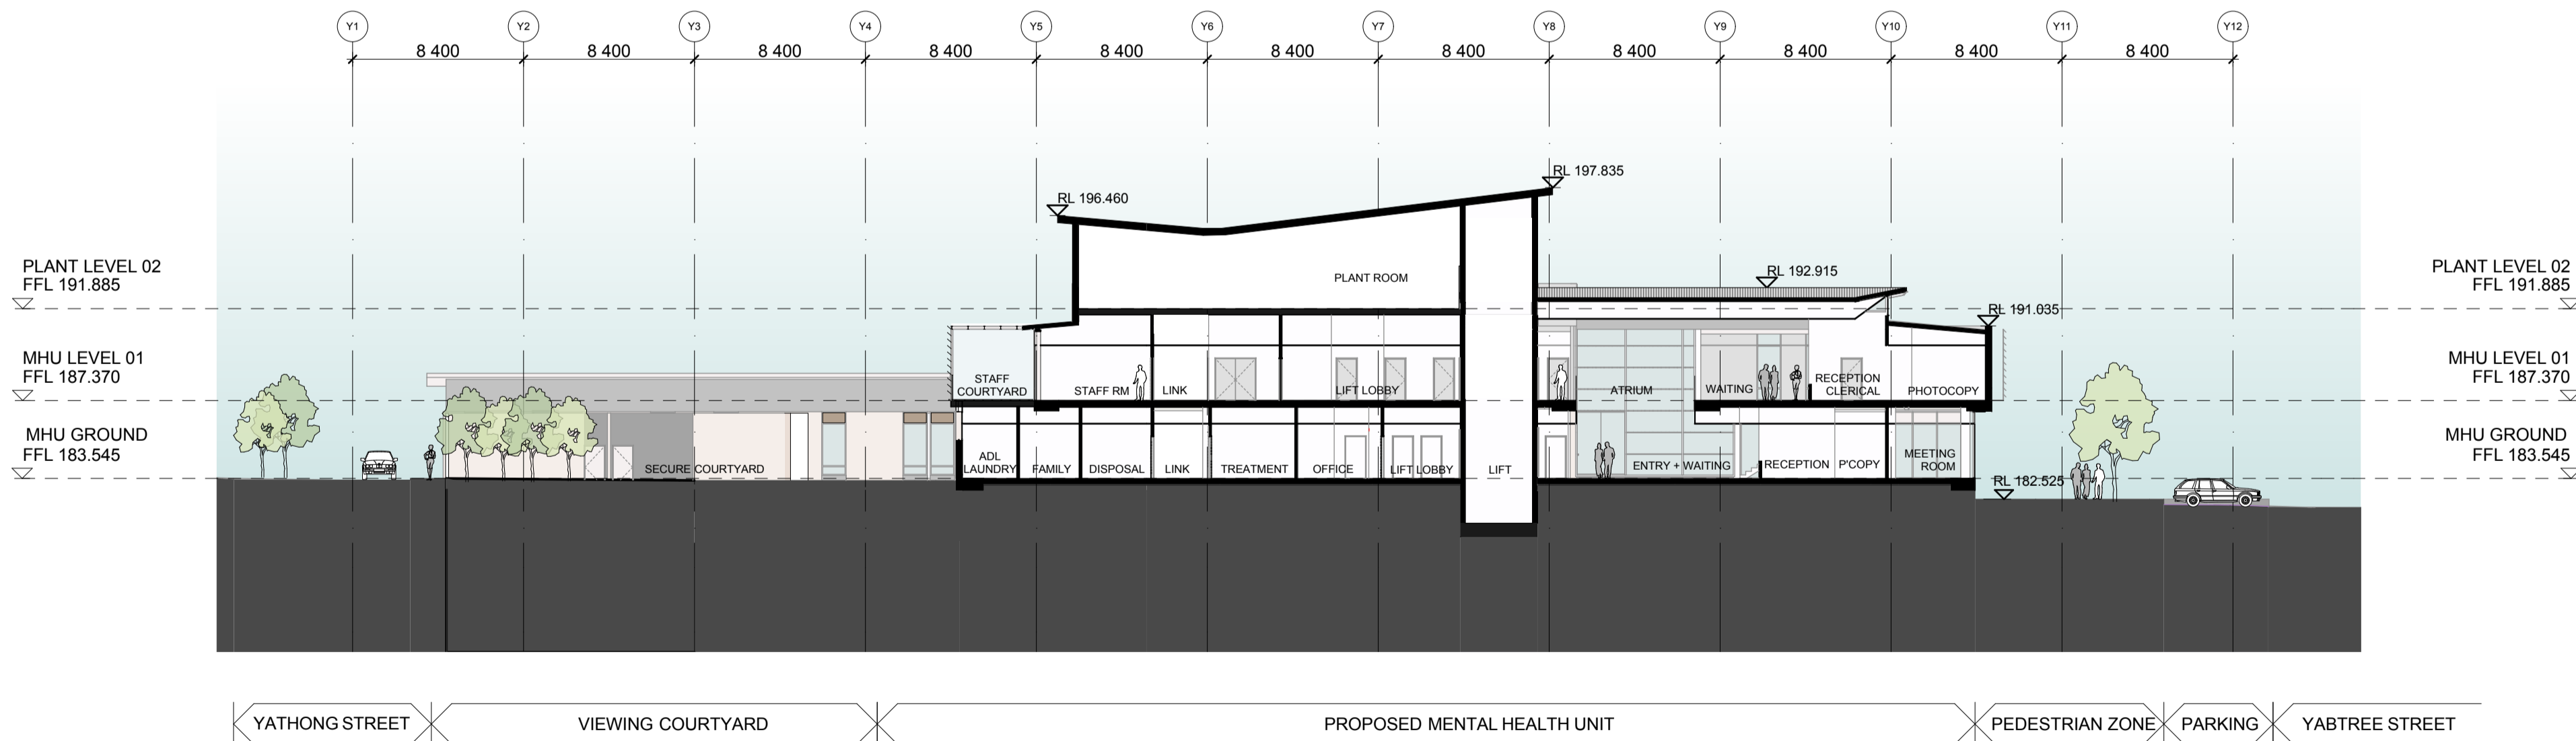 Y1 Y2 Y3 Y4 Y5 Y6 Y7 Y8 Y9 Y10 Y11 Y12
8 400 8 400 8 400 8 400 8 400 8 400 8 400 8 400 8 400 8 400 8 400
RL 197.835
RL 196.460
PLANT LEVEL 02
FFL 191.885
PLANT ROOM
RL 192.915
PLANT LEVEL 02
FFL 191.885
RL 191.035
MHU LEVEL 01
FFL 187.370
STAFF
COURTYARD
STAFF RM
LINK
LIFT LOBBY
ATRIUM
WAITING
RECEPTION
CLERICAL
PHOTOCOPY
MHU LEVEL 01
FFL 187.370
MHU GROUND
FFL 183.545
SECURE COURTYARD
ADL
LAUNDRY
FAMILY
DISPOSAL
LINK
TREATMENT
OFFICE
LIFT LOBBY
LIFT
ENTRY + WAITING
RECEPTION
P'COPY
MEETING
ROOM
MHU GROUND
FFL 183.545
RL 182.525
YATHONG STREET
VIEWING COURTYARD
PROPOSED MENTAL HEALTH UNIT
PEDESTRIAN ZONE
PARKING
YABTREE STREET